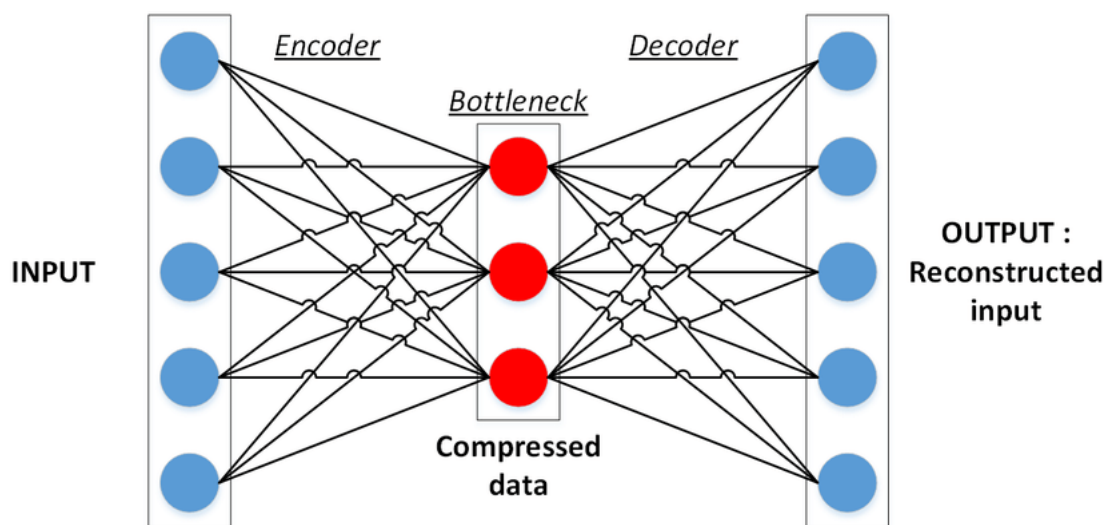 Encoder
Decoder
Bottleneck
INPUT
OUTPUT :
Reconstructed
input
Compressed
data